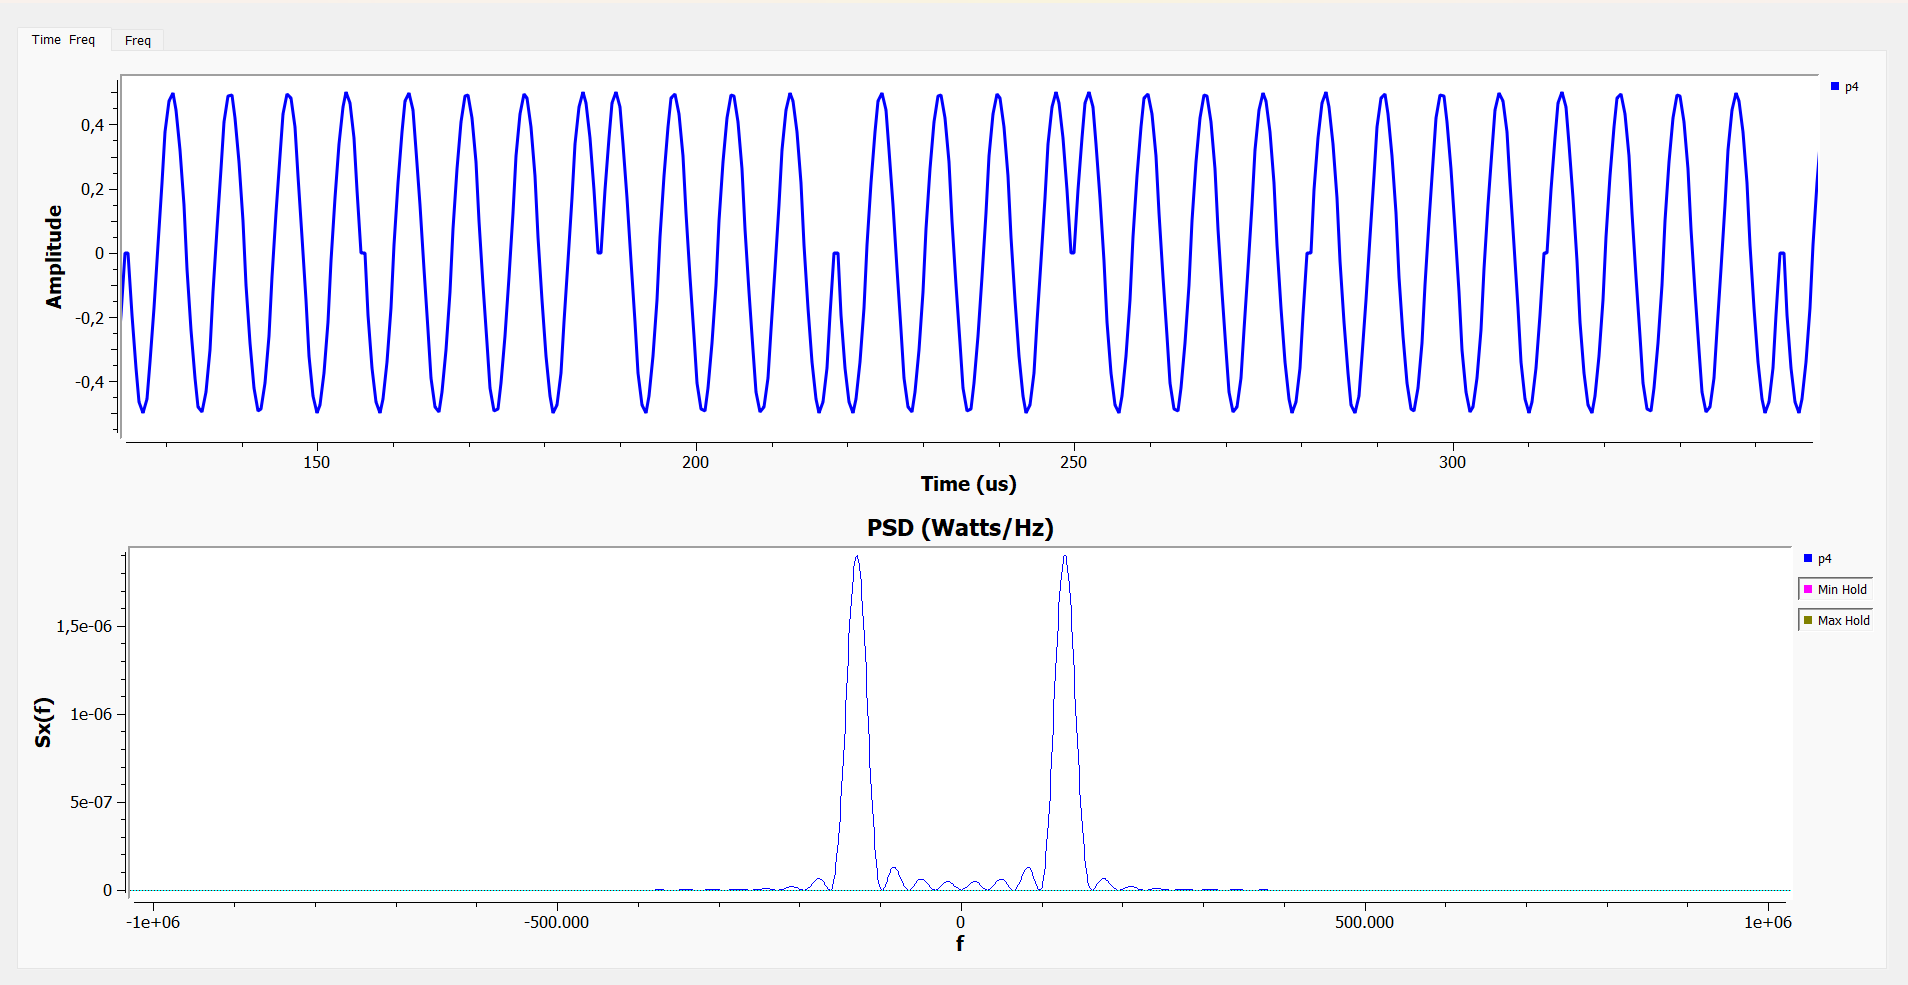 Time Freq
Freq
p4
0,4
0,2
0
-0,2
-0,4
Amplitude
150 200 250 300
Time (us)
PSD (Watts/Hz)
p4
Min Hold
Max Hold
1,5e-06
1e-06
5e-07
0
Sx(f)
-1e+06 -500.000 0 500.000 1e+06
f